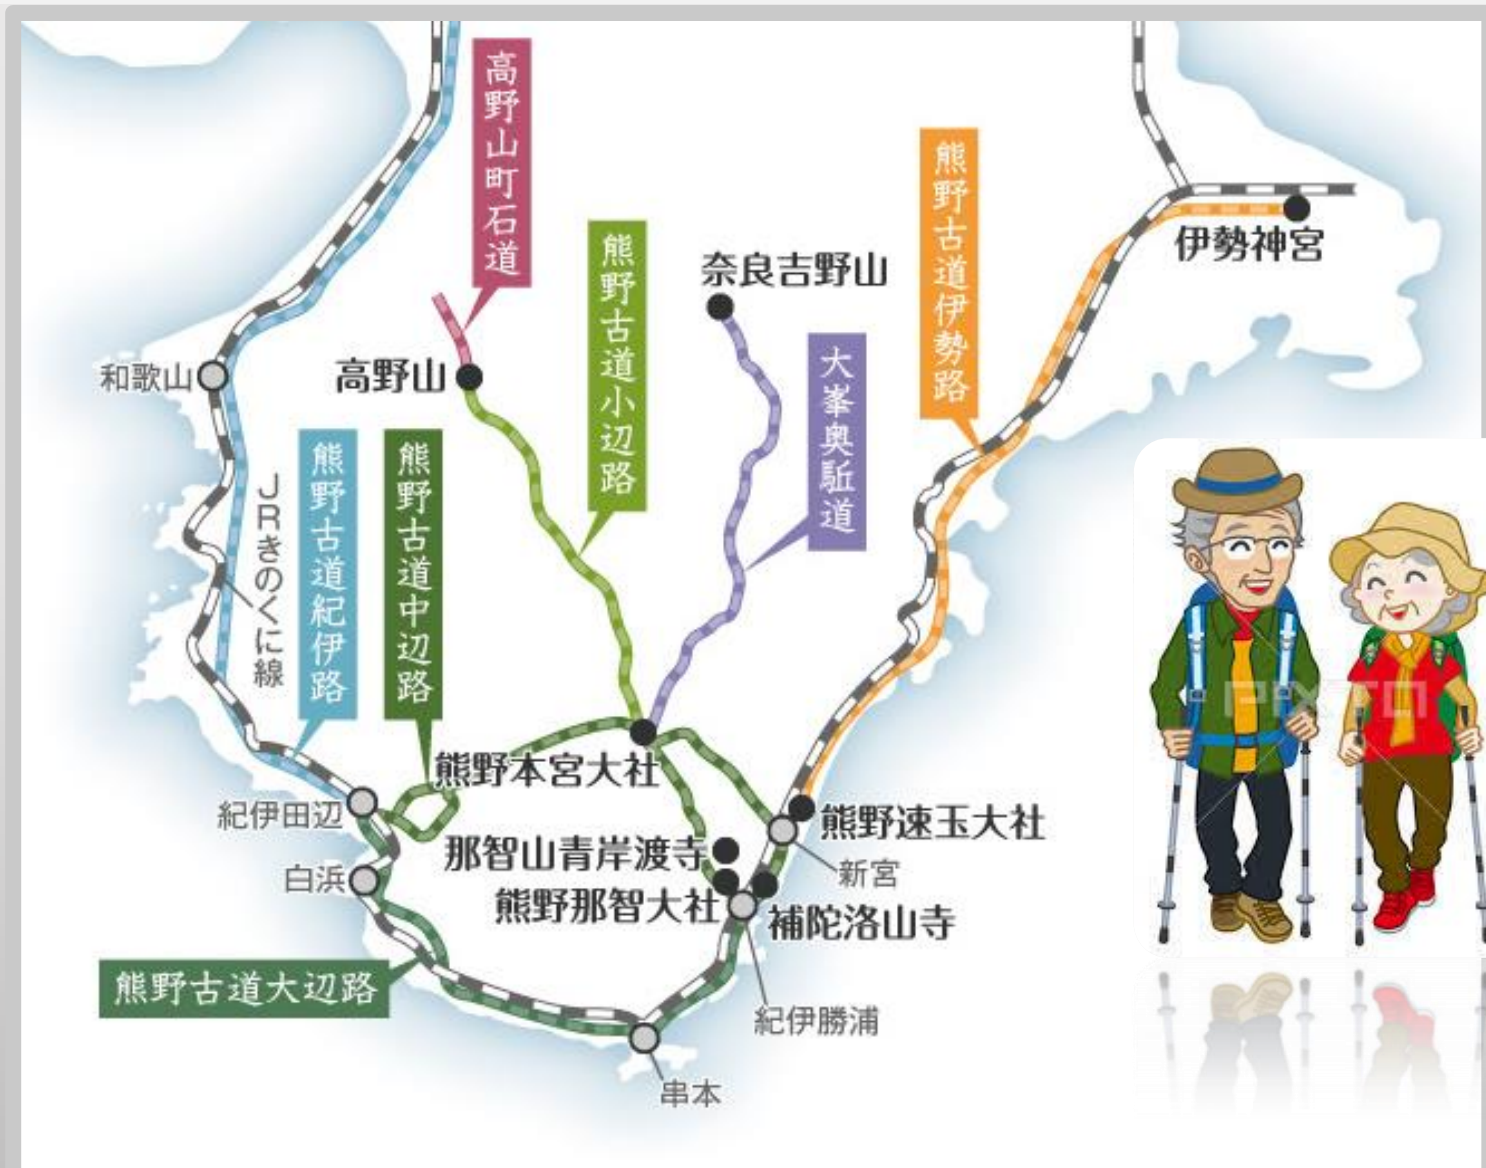 高野山町石道
熊野古道小辺路
熊野古道伊勢路
奈良吉野山
伊勢神宮
大峯奥駈道
和歌山
高野山
熊野古道紀伊路
熊野古道中辺路
JRきのくに線
熊野本宮大社
紀伊田辺
熊野速玉大社
那智山青岸渡寺
新宮
白浜
熊野那智大社
補陀洛山寺
熊野古道大辺路
紀伊勝浦
串本
PIXTA